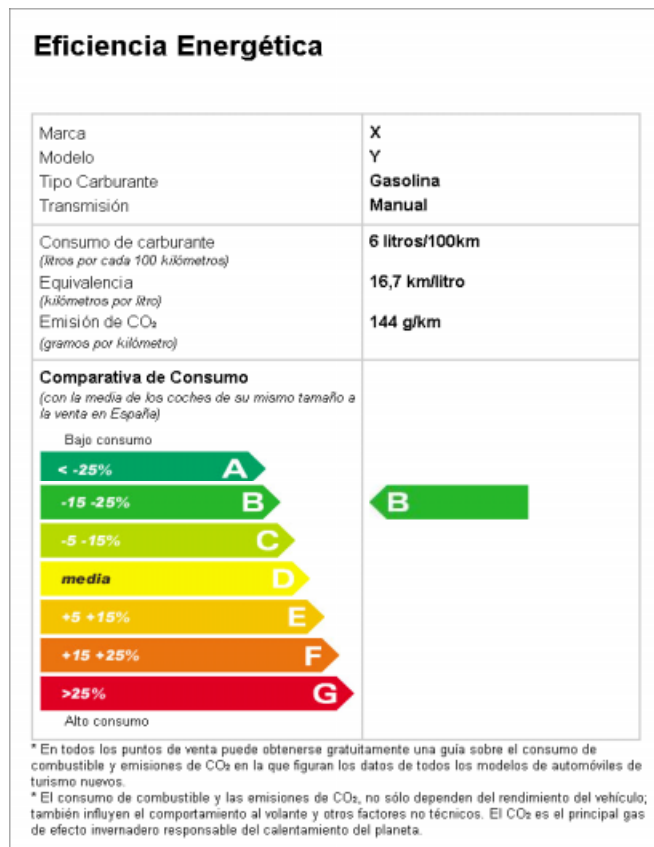 Eficiencia Energética
Marca X
Modelo Y
Tipo Carburante Gasolina
Transmisión Manual
Consumo de carburante 6 litros/100km
(litros por cada 100 kilómetros)
Equivalencia 16,7 km/litro
(kilómetros por litro)
Emisión de CO₂ 144 g/km
(gramos por kilómetro)
Comparativa de Consumo
(con la media de los coches de su mismo tamaño a
la venta en España)
Bajo consumo
< -25% A
-15 -25% B B
-5 -15% C
media D
+5 +15% E
+15 +25% F
>25% G
Alto consumo
* En todos los puntos de venta puede obtenerse gratuitamente una guía sobre el consumo de
combustible y emisiones de CO₂ en la que figuran los datos de todos los modelos de automóviles de
turismo nuevos.
* El consumo de combustible y las emisiones de CO₂, no sólo dependen del rendimiento del vehículo;
también influyen el comportamiento al volante y otros factores no técnicos. El CO₂ es el principal gas
de efecto invernadero responsable del calentamiento del planeta.